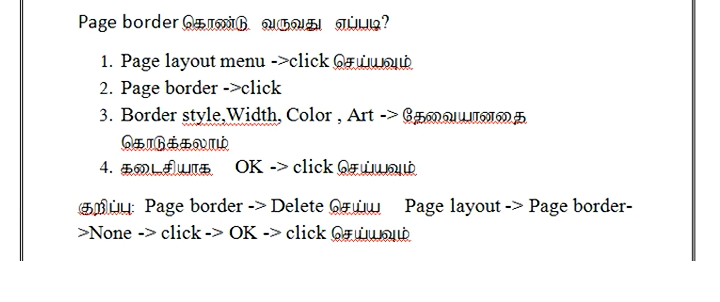 Page border கொண்டு வருவது எப்படி?
1. Page layout menu ->click செய்யவும்
2. Page border ->click
3. Border style,Width, Color , Art -> தேவையானதை
கொடுக்கலாம்
4. கடைசியாக OK -> click செய்யவும்
குறிப்பு: Page border -> Delete செய்ய Page layout -> Page border-
>None -> click -> OK -> click செய்யவும்